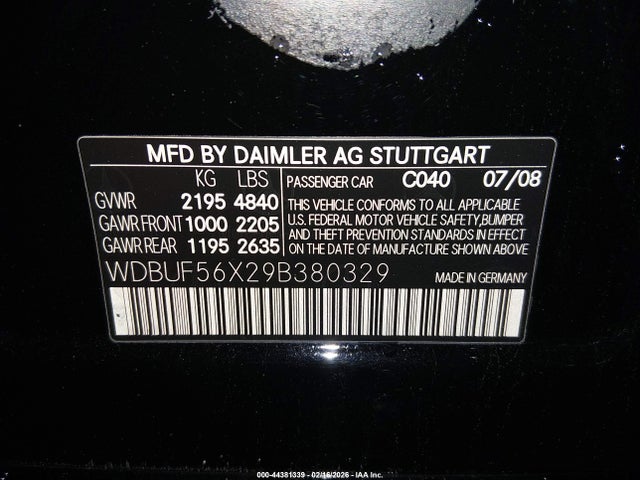 MFD BY DAIMLER AG STUTTGART
KG LBS
GVWR 2195 4840
GAWR FRONT 1000 2205
GAWR REAR 1195 2635
PASSENGER CAR C040 07/08
THIS VEHICLE CONFORMS TO ALL APPLICABLE
U.S. FEDERAL MOTOR VEHICLE SAFETY,BUMPER
AND THEFT PREVENTION STANDARDS IN EFFECT
ON THE DATE OF MANUFACTURE SHOWN ABOVE
WDBUF56X29B380329 MADE IN GERMANY
000-44381339 - 02/16/2026 - IAA Inc.